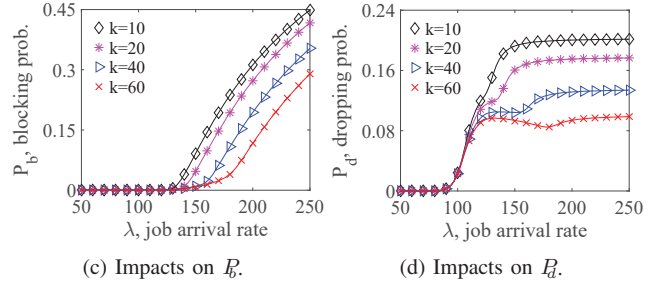 P_b, blocking prob.
0.45
0.3
0.15
0
k=10
k=20
k=40
k=60
50 100 150 200 250
λ, job arrival rate
(c) Impacts on P_b.
P_d, dropping prob.
0.24
0.16
0.08
0
k=10
k=20
k=40
k=60
50 100 150 200 250
λ, job arrival rate
(d) Impacts on P_d.